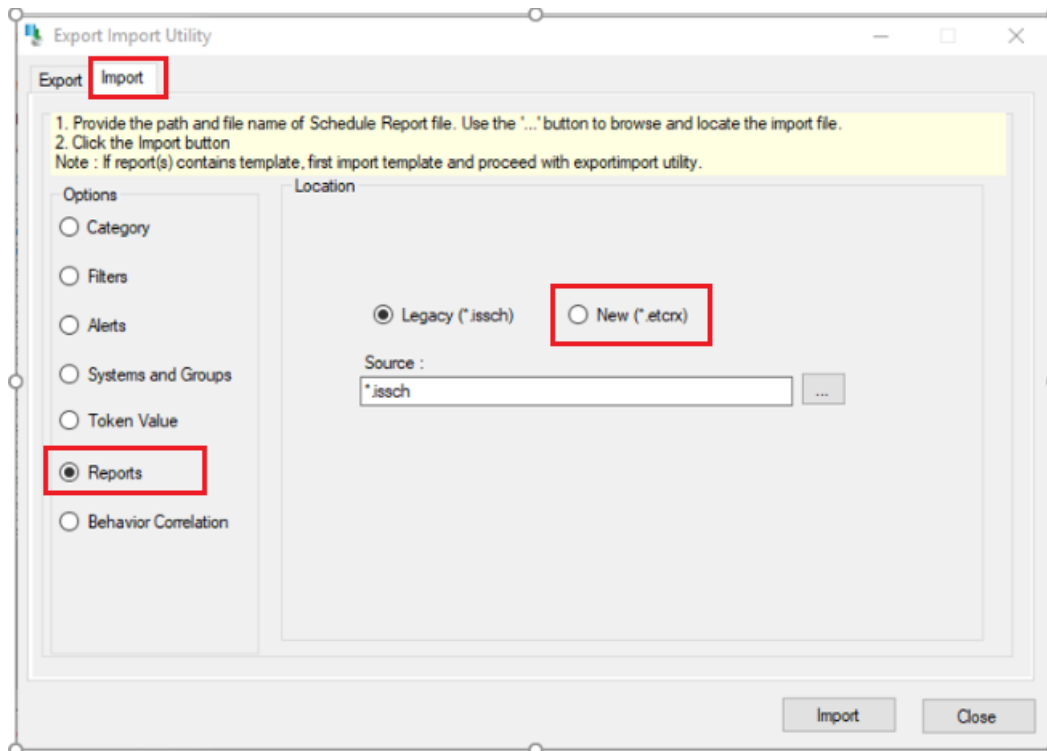 Export Import Utility
Export Import
1. Provide the path and file name of Schedule Report file. Use the '...' button to browse and locate the import file.
2. Click the Import button
Note : If report(s) contains template, first import template and proceed with exportimport utility.
Options
Category
Filters
Alerts
Systems and Groups
Token Value
Reports
Behavior Correlation
Location
Legacy (*.issch) New (*.etcrx)
Source :
*.issch ...
Import Close